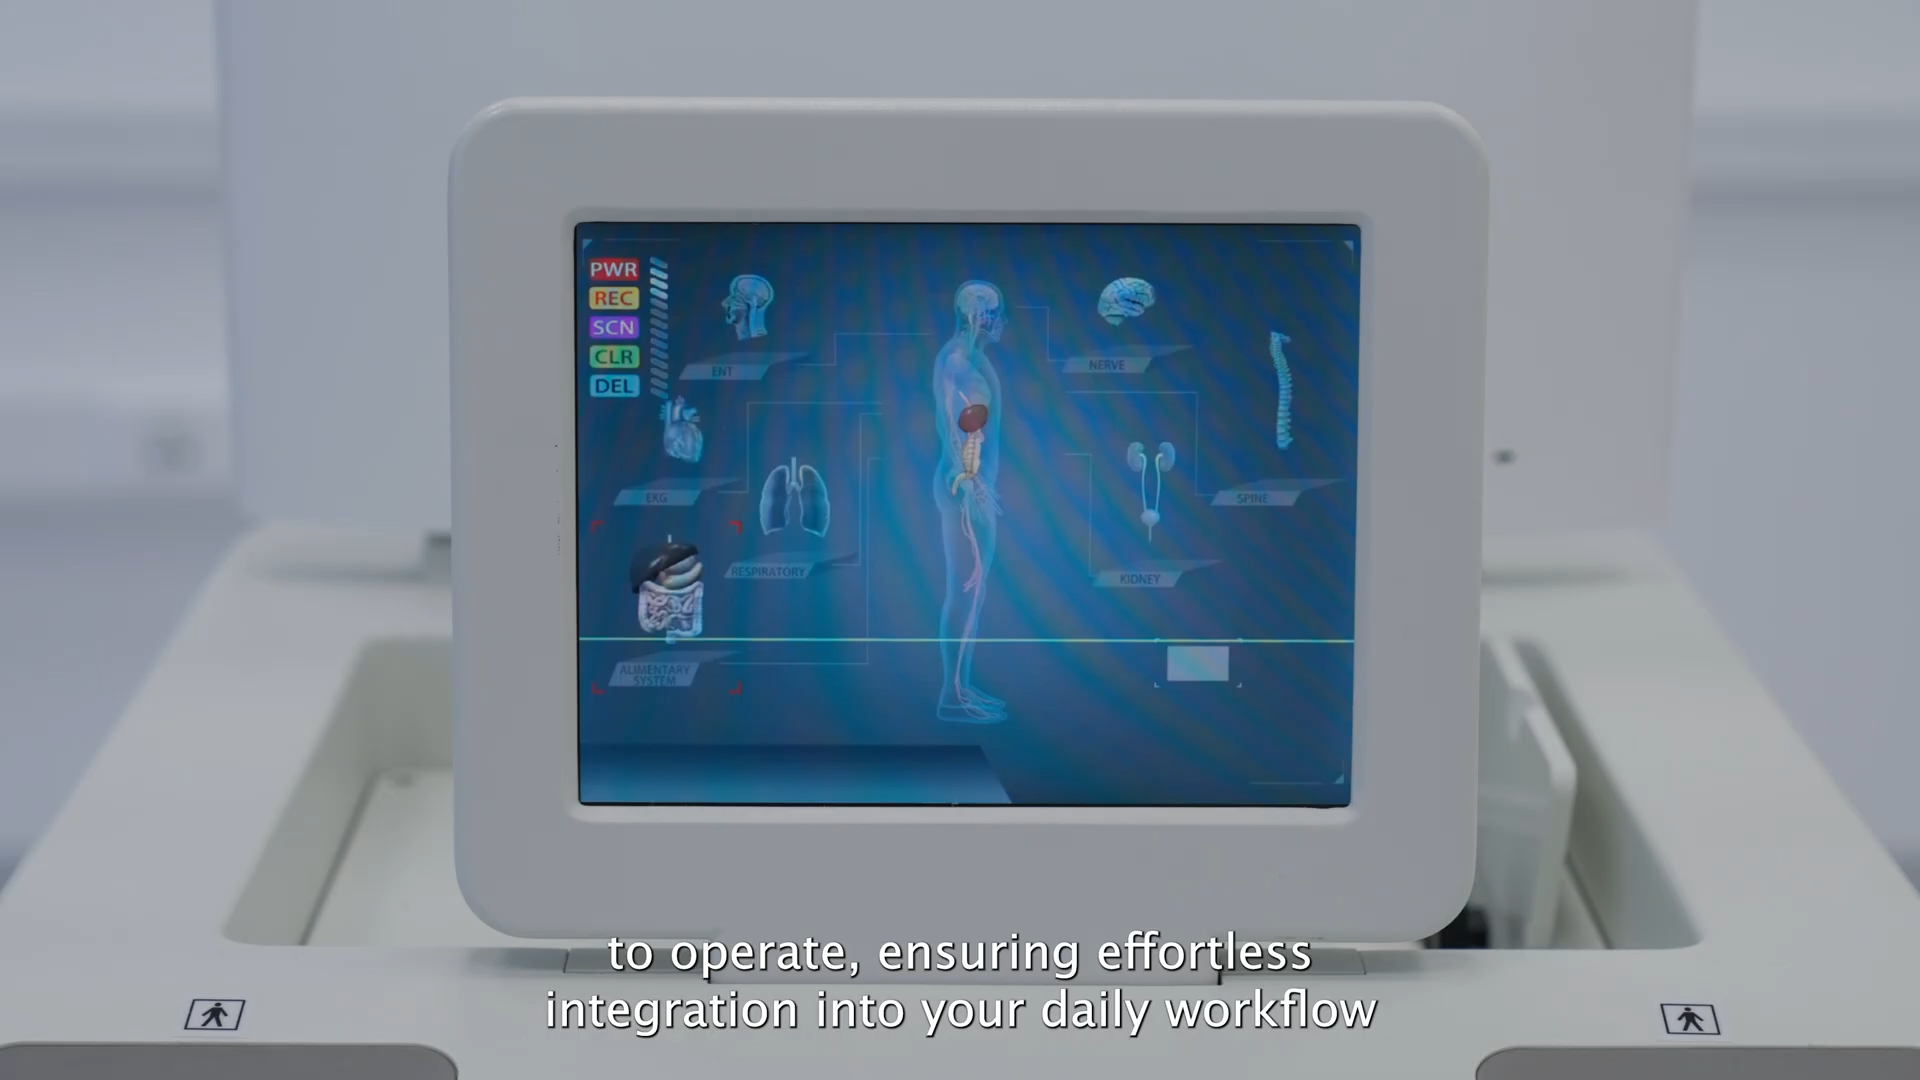 PWR
REC
SCN
CLR
DEL
ENT
NERVE
EKG
SPINE
RESPIRATORY
KIDNEY
ALIMENTARY
SYSTEM
to operate, ensuring effortless
integration into your daily workflow